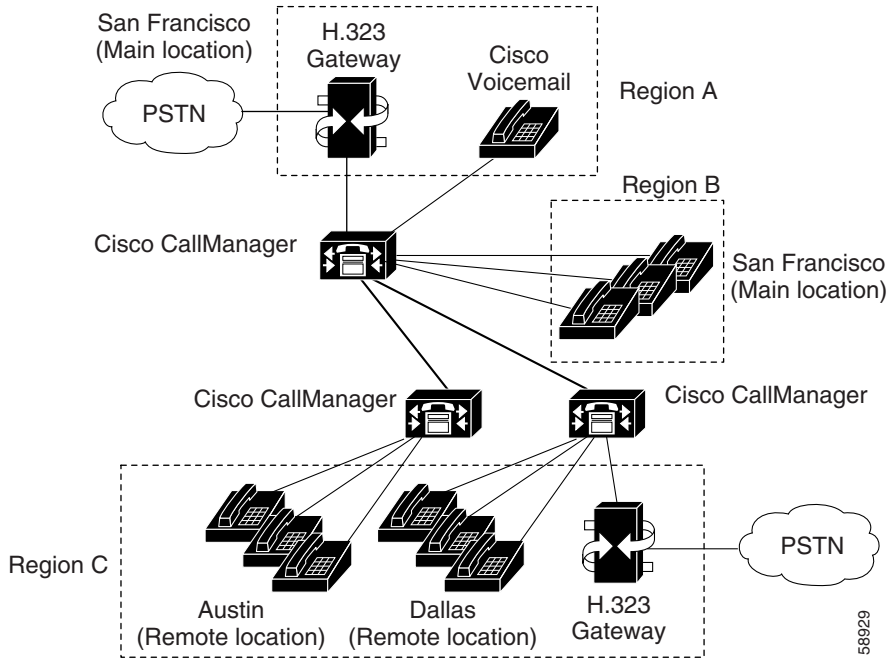 San Francisco
(Main location)
H.323
Gateway
Cisco
Voicemail
Region A
PSTN
Region B
Cisco CallManager
San Francisco
(Main location)
Cisco CallManager
Cisco CallManager
Region C
Austin
(Remote location)
Dallas
(Remote location)
H.323
Gateway
PSTN
58929